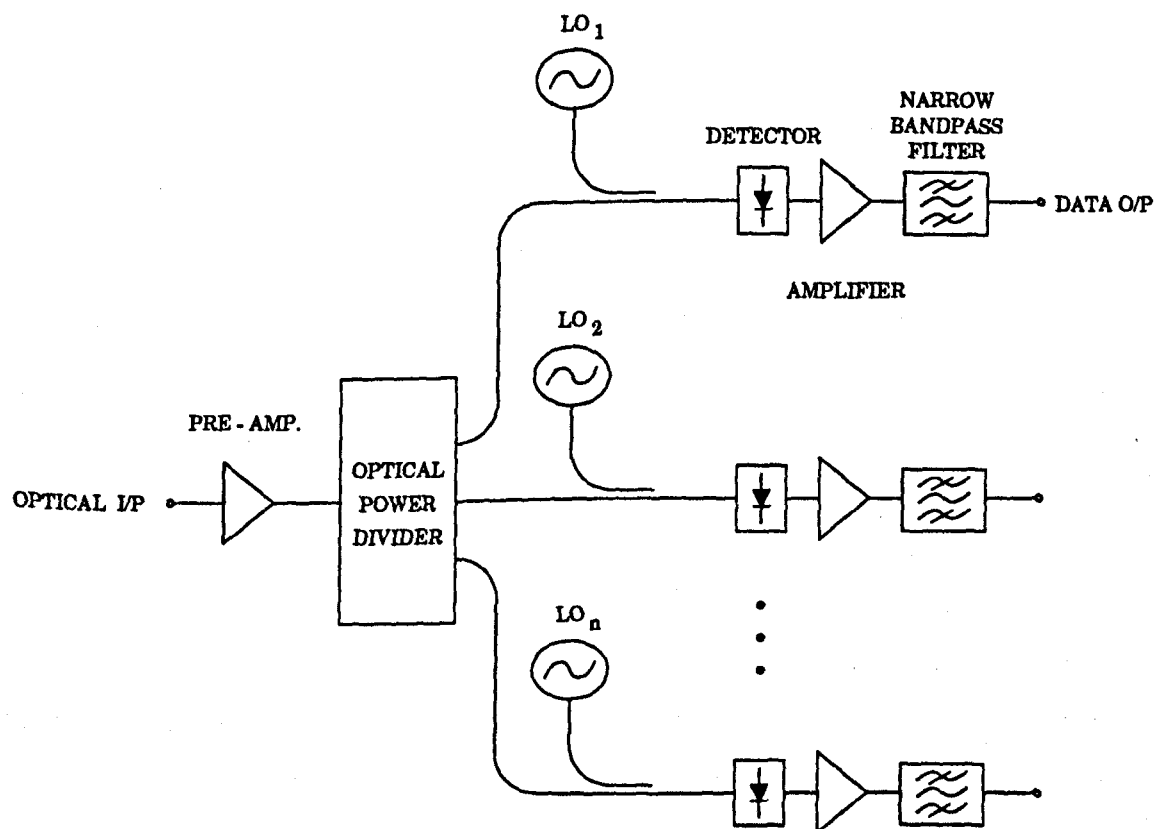 LO1
NARROW
BANDPASS
FILTER
DETECTOR
DATA O/P
AMPLIFIER
LO2
PRE - AMP.
OPTICAL I/P
OPTICAL
POWER
DIVIDER
LOn